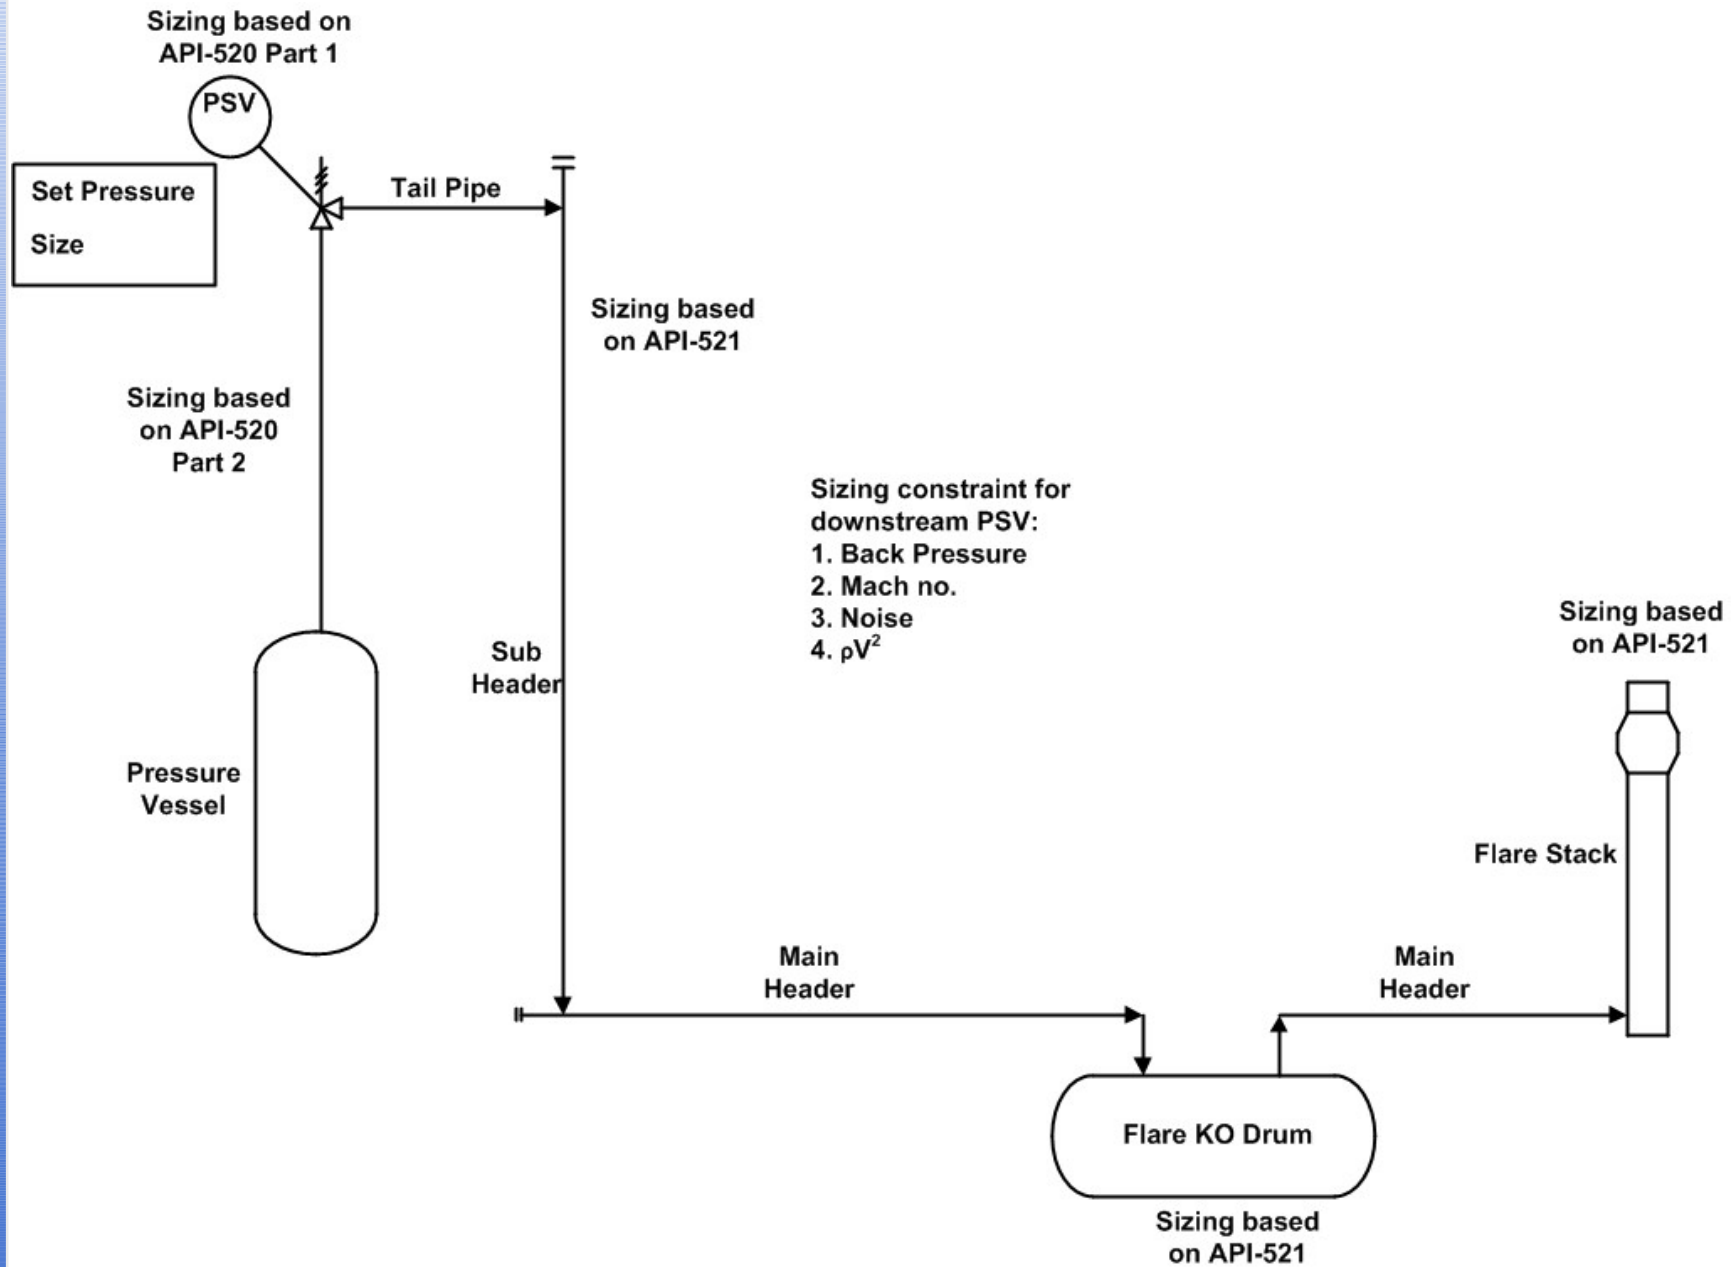 Sizing based on
API-520 Part 1
PSV
Set Pressure
Size
Tail Pipe
Sizing based
on API-521
Sizing based
on API-520
Part 2
Sizing constraint for
downstream PSV:
1. Back Pressure
2. Mach no.
3. Noise
4. ρV²
Sub
Header
Pressure
Vessel
Sizing based
on API-521
Flare Stack
Main
Header
Main
Header
Flare KO Drum
Sizing based
on API-521